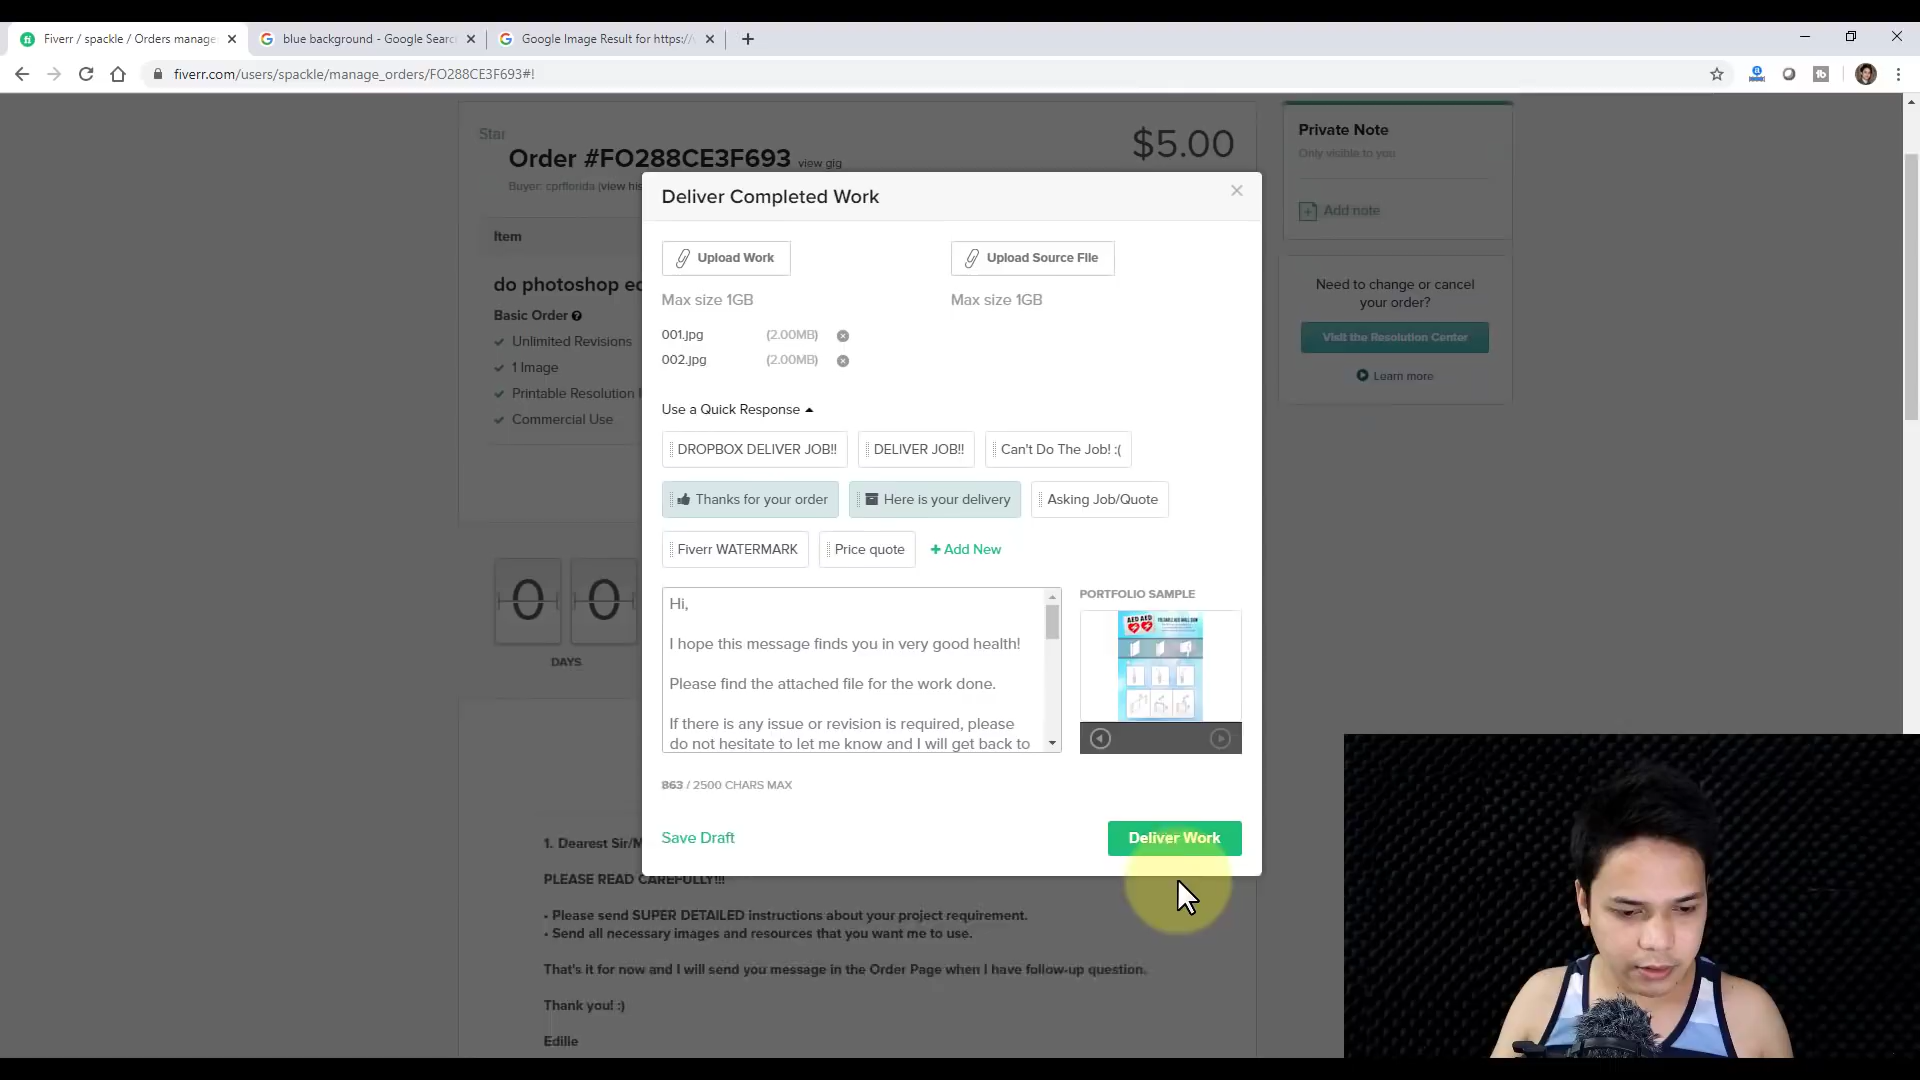 Fiverr / spackle / Orders manage
blue background - Google Searc
Google Image Result for https://
fiverr.com/users/spackle/manage_orders/FO288CE3F693#!
Star
Order #FO288CE3F693 view gig
$5.00
Buyer: cprflorida (view his
Item
do photoshop ed
Basic Order
Unlimited Revisions
1 Image
Printable Resolution
Commercial Use
DAYS
Private Note
Only visible to you
Add note
Need to change or cancel
your order?
Visit the Resolution Center
Learn more
Deliver Completed Work
Upload Work
Upload Source File
Max size 1GB
Max size 1GB
001.jpg (2.00MB)
002.jpg (2.00MB)
Use a Quick Response
DROPBOX DELIVER JOB!!
DELIVER JOB!!
Can't Do The Job! :(
Thanks for your order
Here is your delivery
Asking Job/Quote
Fiverr WATERMARK
Price quote
+ Add New
Hi,
I hope this message finds you in very good health!
Please find the attached file for the work done.
If there is any issue or revision is required, please
do not hesitate to let me know and I will get back to
PORTFOLIO SAMPLE
AED AED
863 / 2500 CHARS MAX
Save Draft
Deliver Work
0 0
1. Dearest Sir/M
PLEASE READ CAREFULLY!!!
• Please send SUPER DETAILED instructions about your project requirement.
• Send all necessary images and resources that you want me to use.
That's it for now and I will send you message in the Order Page when I have follow-up question.
Thank you! :)
Edilie